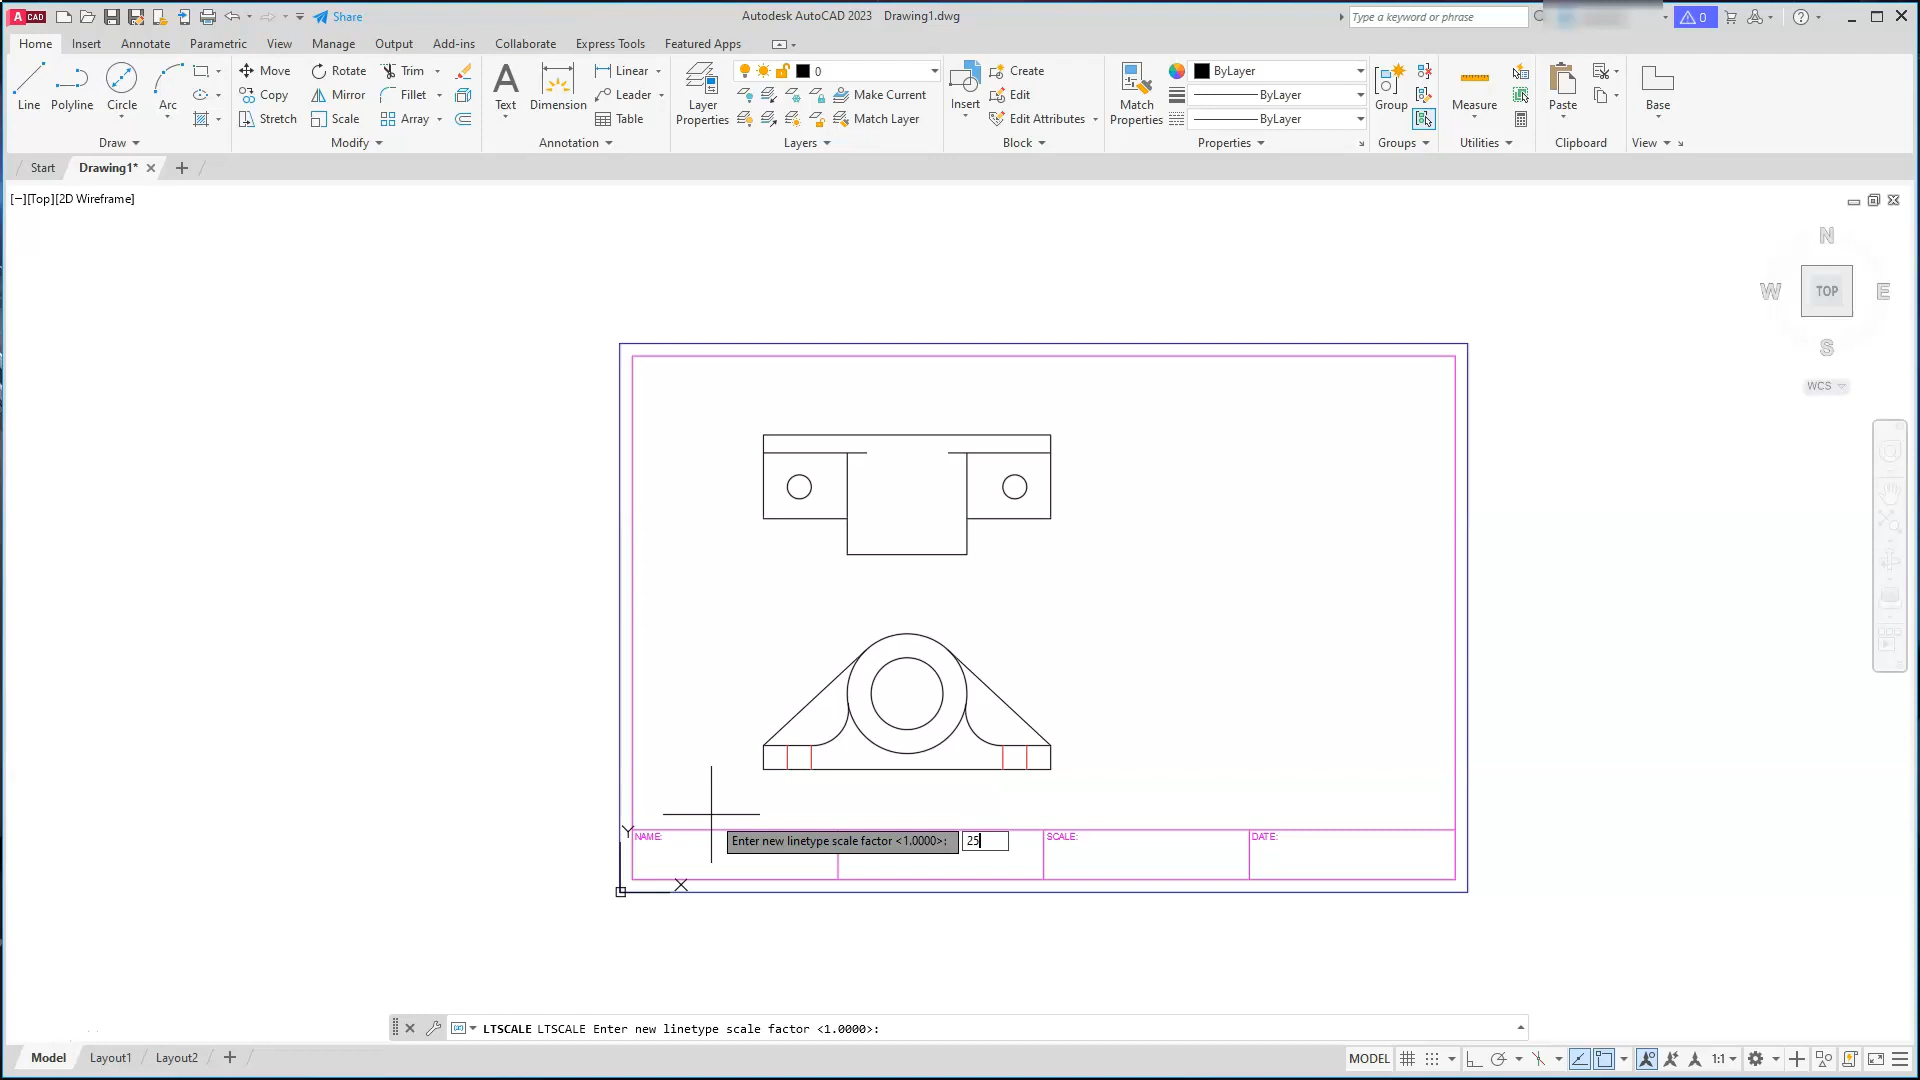 A CAD Share Autodesk AutoCAD 2023 Drawing1.dwg Type a keyword or phrase 0
Home Insert Annotate Parametric View Manage Output Add-ins Collaborate Express Tools Featured Apps
Line Polyline Circle Arc
Draw
Move Rotate Trim
Copy Mirror Fillet
Stretch Scale Array
Modify
Text Dimension
Linear
Leader
Table
Annotation
Layer Properties
0
Make Current
Match Layer
Layers
Insert
Create
Edit
Edit Attributes
Block
Match Properties
ByLayer
ByLayer
ByLayer
Properties
Group
Groups
Measure
Utilities
Paste
Clipboard
Base
View
Start Drawing1*
[−][Top][2D Wireframe]
N
W TOP E
S
WCS
Y NAME: SCALE: DATE:
Enter new linetype scale factor <1.0000>: 25
X
LTSCALE LTSCALE Enter new linetype scale factor <1.0000>:
Model Layout1 Layout2 MODEL 1:1